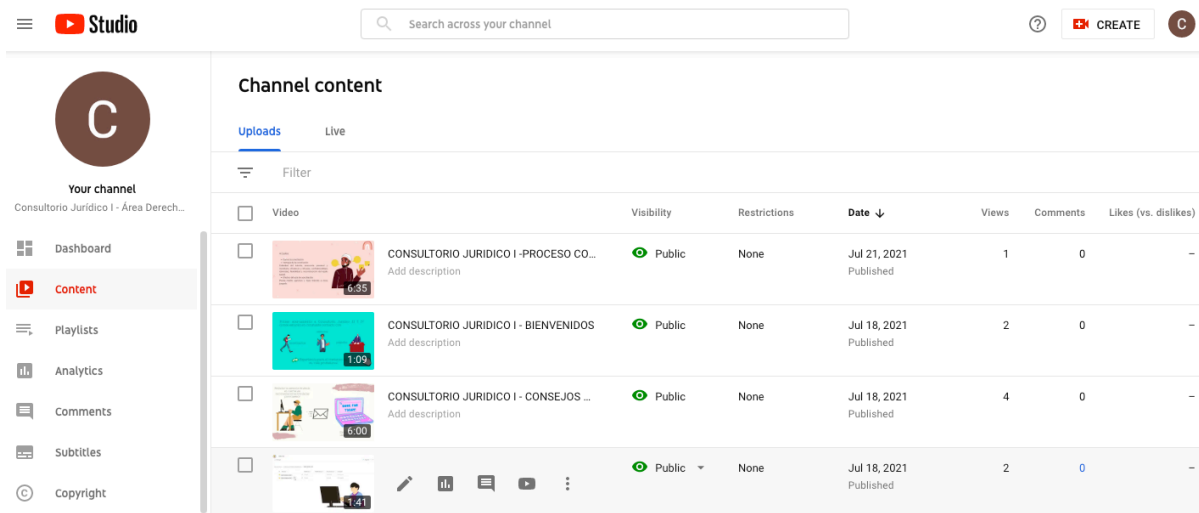 Studio
Search across your channel
CREATE
C
C
Your channel
Consultorio Jurídico I - Área Derech...
Dashboard
Content
Playlists
Analytics
Comments
Subtitles
Copyright
Channel content
Uploads
Live
Filter
Video Visibility Restrictions Date Views Comments Likes (vs. dislikes)
6:35
CONSULTORIO JURIDICO I -PROCESO CO... Public None Jul 21, 2021 1 0 –
Add description Published
1:09
CONSULTORIO JURIDICO I - BIENVENIDOS Public None Jul 18, 2021 2 0 –
Add description Published
6:00
CONSULTORIO JURIDICO I - CONSEJOS ... Public None Jul 18, 2021 4 0 –
Add description Published
1:41
Public None Jul 18, 2021 2 0 –
Published